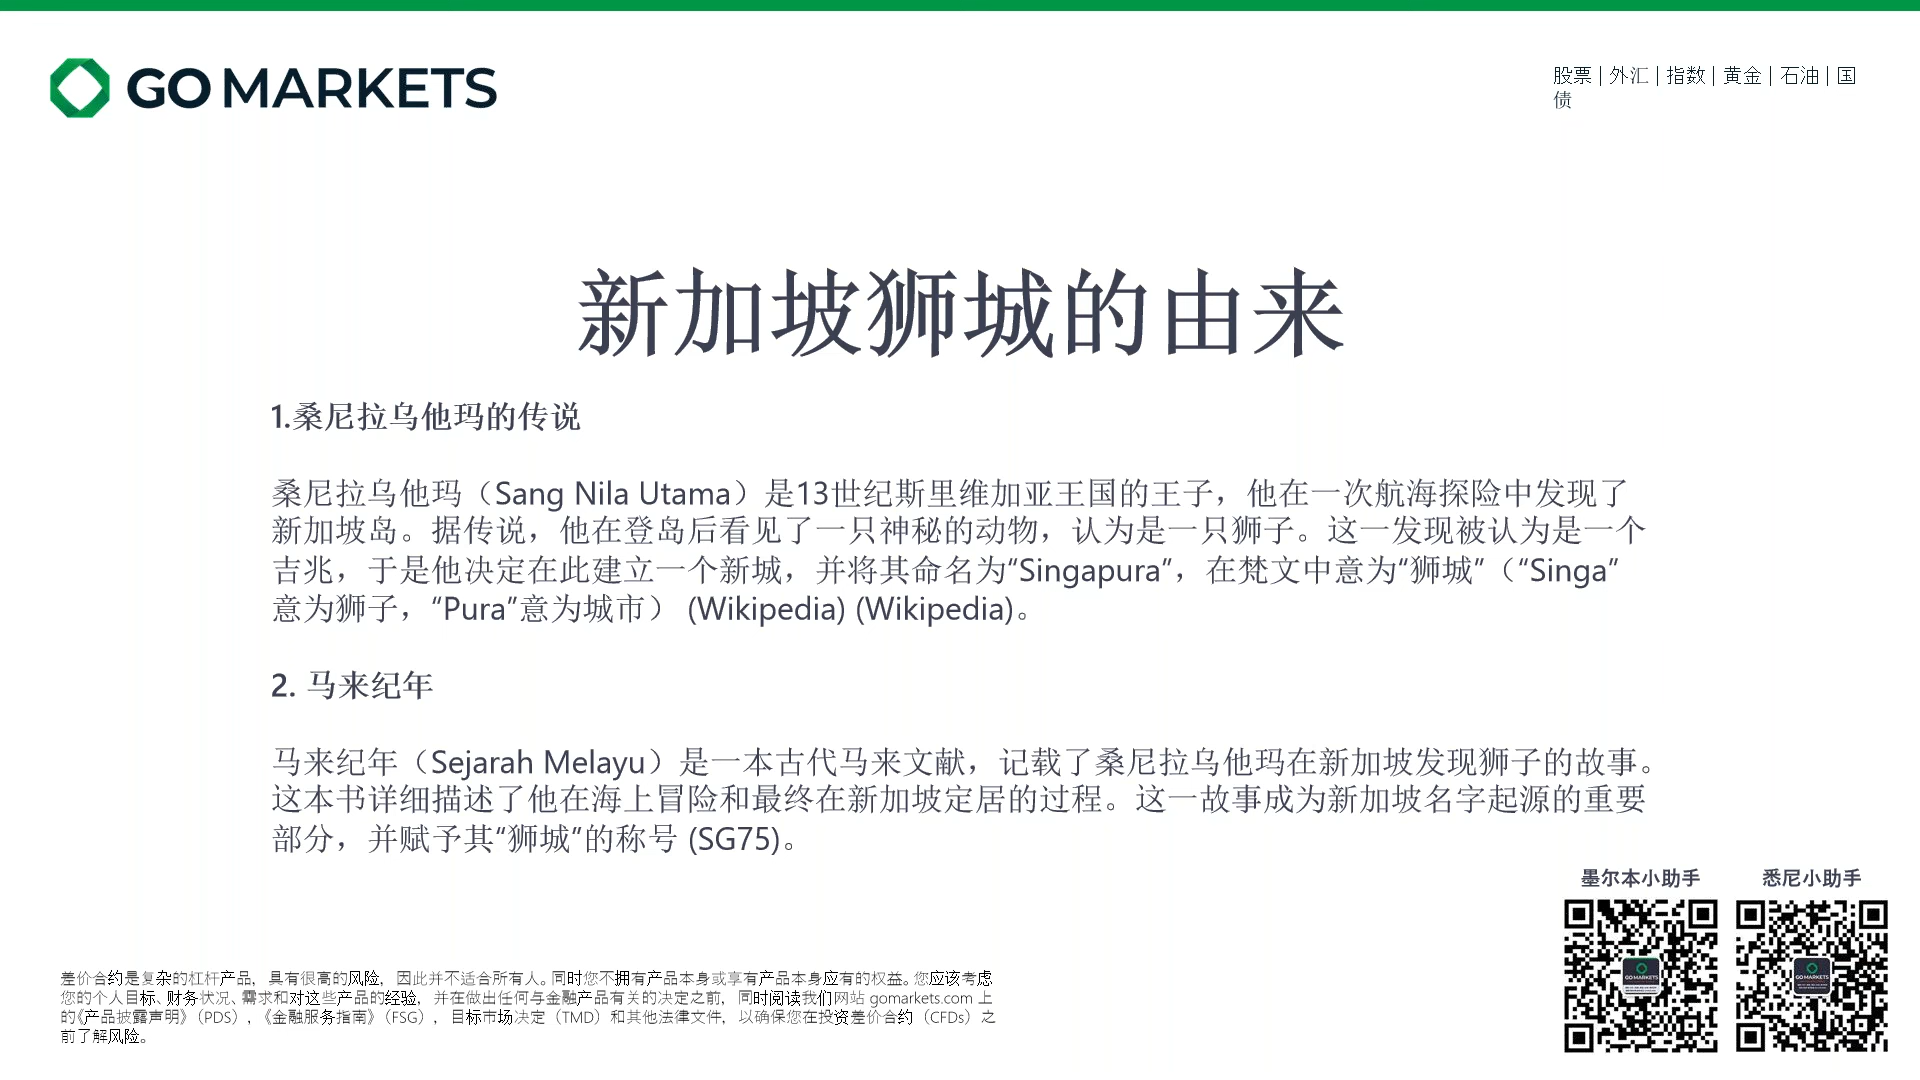 GO MARKETS
股票 | 外汇 | 指数 | 黄金 | 石油 | 国
债
新加坡狮城的由来
1.桑尼拉乌他玛的传说
桑尼拉乌他玛（Sang Nila Utama）是13世纪斯里维加亚王国的王子，他在一次航海探险中发现了
新加坡岛。据传说，他在登岛后看见了一只神秘的动物，认为是一只狮子。这一发现被认为是一个
吉兆，于是他决定在此建立一个新城，并将其命名为“Singapura”，在梵文中意为“狮城”（“Singa”
意为狮子，“Pura”意为城市） (Wikipedia) (Wikipedia)。
2. 马来纪年
马来纪年（Sejarah Melayu）是一本古代马来文献，记载了桑尼拉乌他玛在新加坡发现狮子的故事。
这本书详细描述了他在海上冒险和最终在新加坡定居的过程。这一故事成为新加坡名字起源的重要
部分，并赋予其“狮城”的称号 (SG75)。
墨尔本小助手
悉尼小助手
差价合约是复杂的杠杆产品，具有很高的风险，因此并不适合所有人。同时您不拥有产品本身或享有产品本身应有的权益。您应该考虑
您的个人目标、财务状况、需求和对这些产品的经验，并在做出任何与金融产品有关的决定之前，同时阅读我们网站 gomarkets.com 上
的《产品披露声明》（PDS），《金融服务指南》（FSG），目标市场决定（TMD）和其他法律文件，以确保您在投资差价合约（CFDs）之
前了解风险。